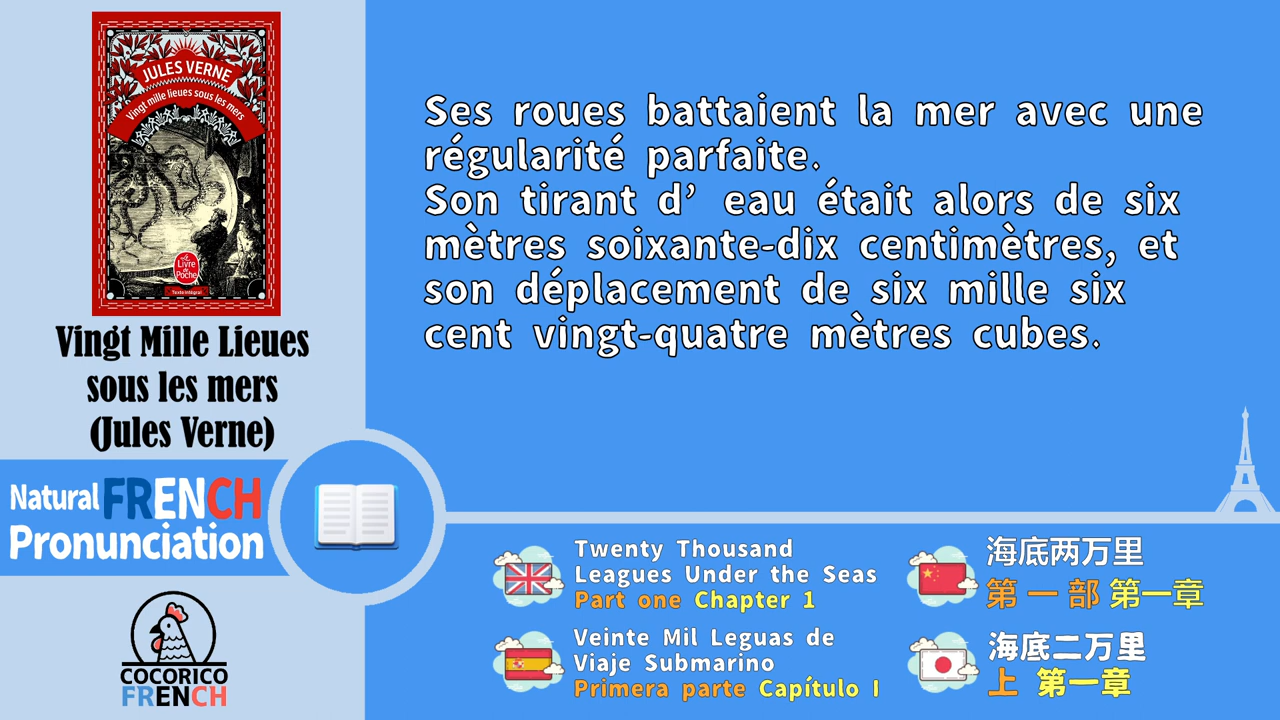 JULES VERNE
Vingt mille lieues sous les mers
Le Livre de Poche
Texte intégral
Vingt Mille Lieues
sous les mers
(Jules Verne)
Natural FRENCH
Pronunciation
COCORICO
FRENCH
Ses roues battaient la mer avec une
régularité parfaite.
Son tirant d’ eau était alors de six
mètres soixante-dix centimètres, et
son déplacement de six mille six
cent vingt-quatre mètres cubes.
Twenty Thousand
Leagues Under the Seas
Part one Chapter 1
海底两万里
第 一 部 第一章
Veinte Mil Leguas de
Viaje Submarino
Primera parte Capítulo I
海底二万里
上 第一章